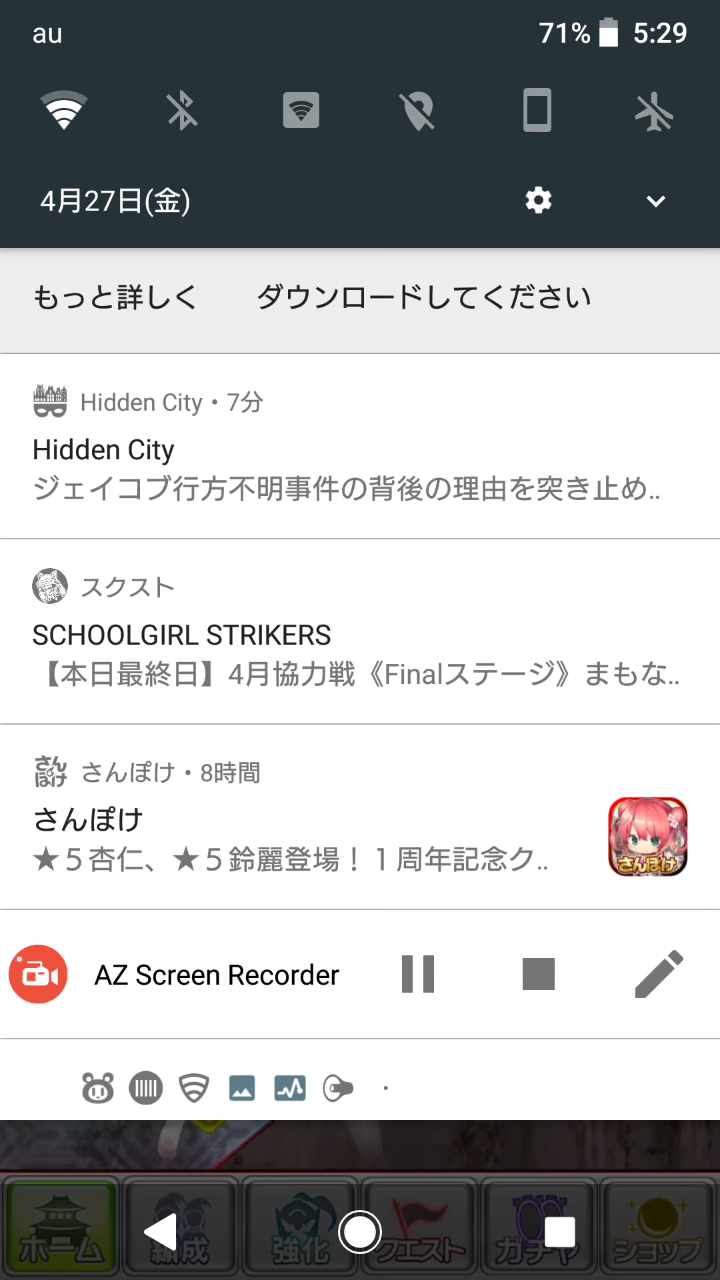 au 71% 5:29
4月27日(金)
もっと詳しく ダウンロードしてください
Hidden City・7分
Hidden City
ジェイコブ行方不明事件の背後の理由を突き止め..
スクスト
SCHOOLGIRL STRIKERS
【本日最終日】4月協力戦《Finalステージ》まもな..
さんぽけ さんぽけ・8時間
さんぽけ
★５杏仁、★５鈴麗登場！１周年記念ク..
さんぽけ
AZ Screen Recorder
ホーム 編成 強化 クエスト ガチャ ショップ